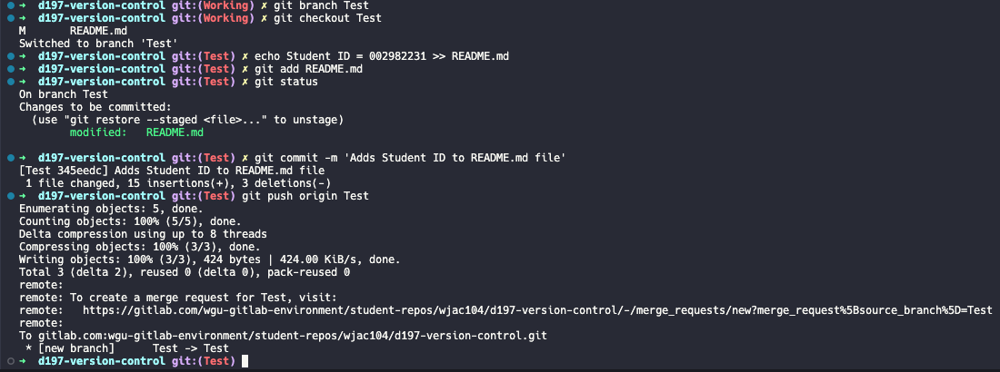 ➜ d197-version-control git:(Working) ✗ git branch Test
➜ d197-version-control git:(Working) ✗ git checkout Test
M       README.md
Switched to branch 'Test'
➜ d197-version-control git:(Test) ✗ echo Student ID = 002982231 >> README.md
➜ d197-version-control git:(Test) ✗ git add README.md
➜ d197-version-control git:(Test) ✗ git status
On branch Test
Changes to be committed:
  (use "git restore --staged <file>..." to unstage)
        modified:   README.md
➜ d197-version-control git:(Test) ✗ git commit -m 'Adds Student ID to README.md file'
[Test 345eedc] Adds Student ID to README.md file
 1 file changed, 15 insertions(+), 3 deletions(-)
➜ d197-version-control git:(Test) git push origin Test
Enumerating objects: 5, done.
Counting objects: 100% (5/5), done.
Delta compression using up to 8 threads
Compressing objects: 100% (3/3), done.
Writing objects: 100% (3/3), 424 bytes | 424.00 KiB/s, done.
Total 3 (delta 2), reused 0 (delta 0), pack-reused 0
remote:
remote: To create a merge request for Test, visit:
remote:   https://gitlab.com/wgu-gitlab-environment/student-repos/wjac104/d197-version-control/-/merge_requests/new?merge_request%5Bsource_branch%5D=Test
remote:
To gitlab.com:wgu-gitlab-environment/student-repos/wjac104/d197-version-control.git
 * [new branch]      Test -> Test
➜ d197-version-control git:(Test)